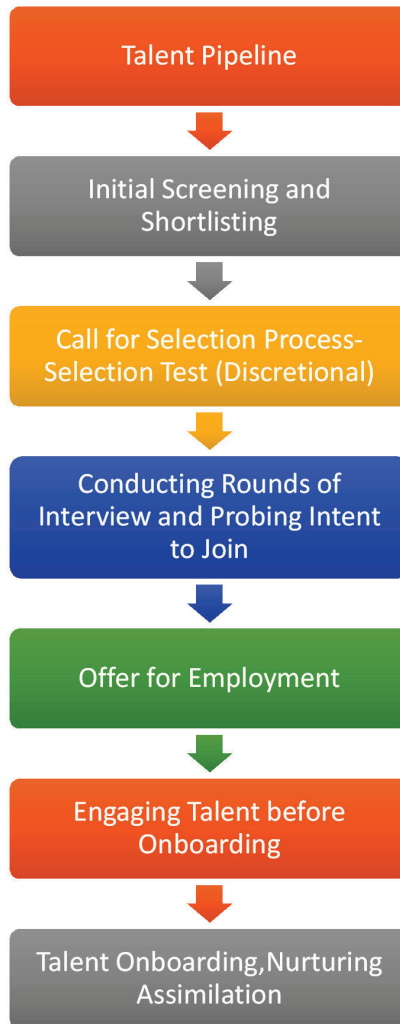 Talent Pipeline
Initial Screening and
Shortlisting
Call for Selection Process-
Selection Test (Discretional)
Conducting Rounds of
Interview and Probing Intent
to Join
Offer for Employment
Engaging Talent before
Onboarding
Talent Onboarding,Nurturing
Assimilation